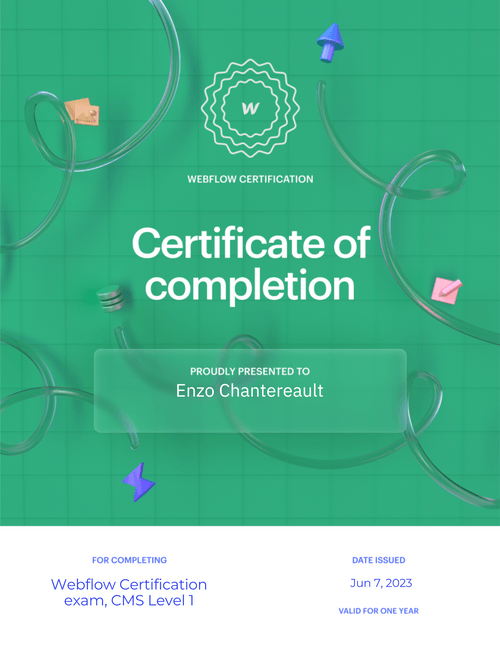 W
WEBFLOW CERTIFICATION
Certificate of
completion
PROUDLY PRESENTED TO
Enzo Chantereault
FOR COMPLETING
Webflow Certification
exam, CMS Level 1
DATE ISSUED
Jun 7, 2023
VALID FOR ONE YEAR